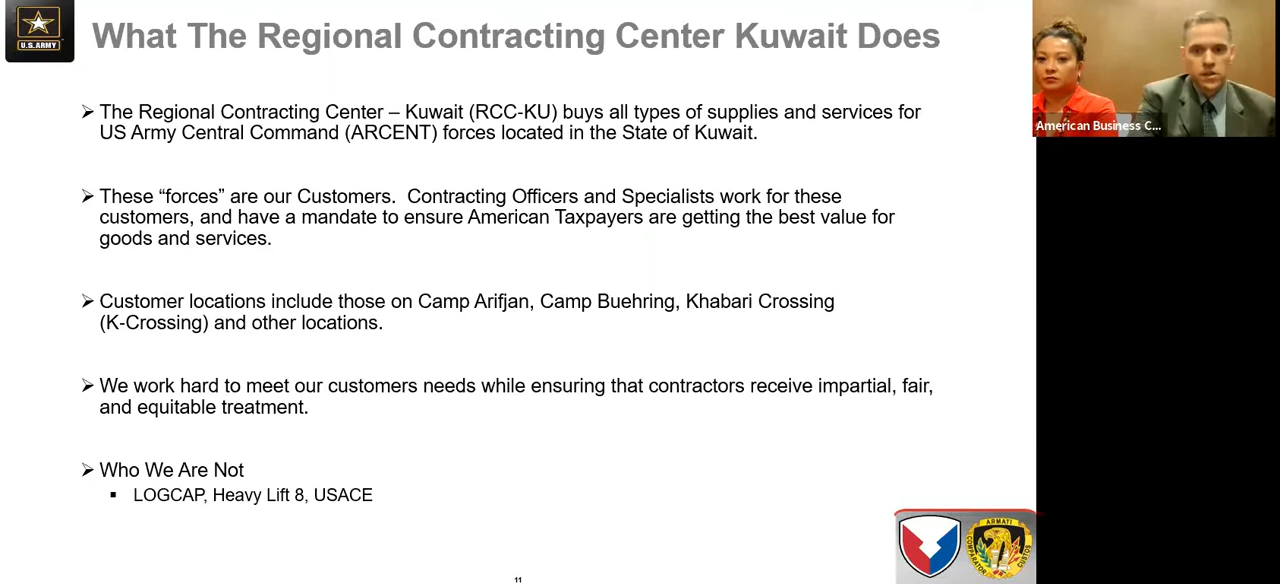 U.S.ARMY
What The Regional Contracting Center Kuwait Does
➢ The Regional Contracting Center – Kuwait (RCC-KU) buys all types of supplies and services for
US Army Central Command (ARCENT) forces located in the State of Kuwait.
➢ These “forces” are our Customers.  Contracting Officers and Specialists work for these
customers, and have a mandate to ensure American Taxpayers are getting the best value for
goods and services.
➢ Customer locations include those on Camp Arifjan, Camp Buehring, Khabari Crossing
(K-Crossing) and other locations.
➢ We work hard to meet our customers needs while ensuring that contractors receive impartial, fair,
and equitable treatment.
➢ Who We Are Not
▪ LOGCAP, Heavy Lift 8, USACE
11
American Business C...
ARMATI
COMPARATOR
CUSTOS